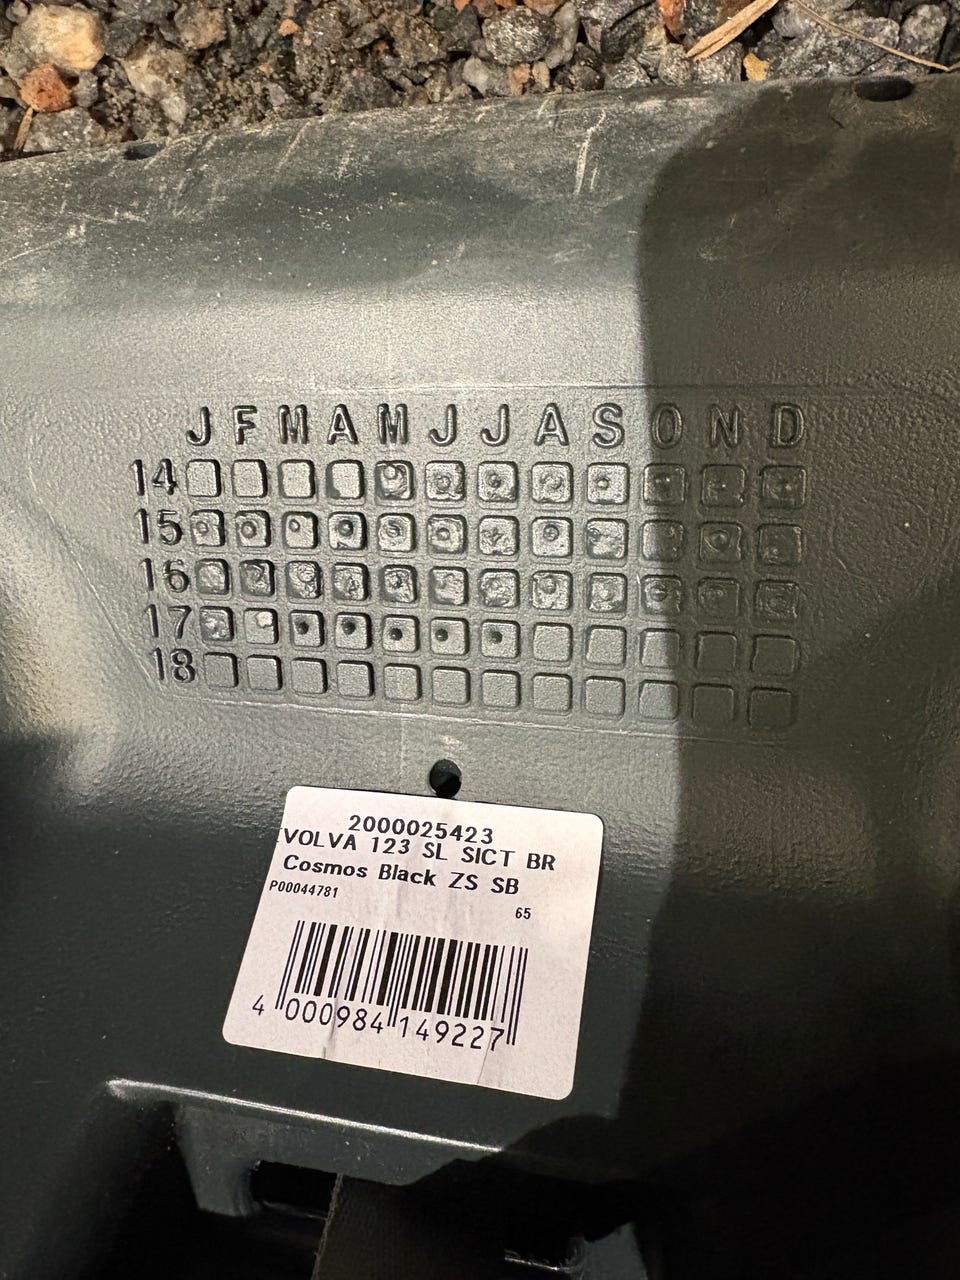 J F M A M J J A S O N D
14
15
16
17
18
2000025423
VOLVA 123 SL SICT BR
Cosmos Black ZS SB
P00044781
65
4 000984 149227